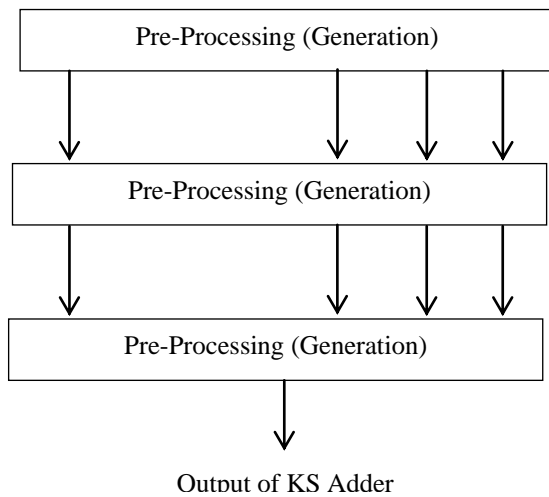 Pre-Processing (Generation)
Pre-Processing (Generation)
Pre-Processing (Generation)
Output of KS Adder